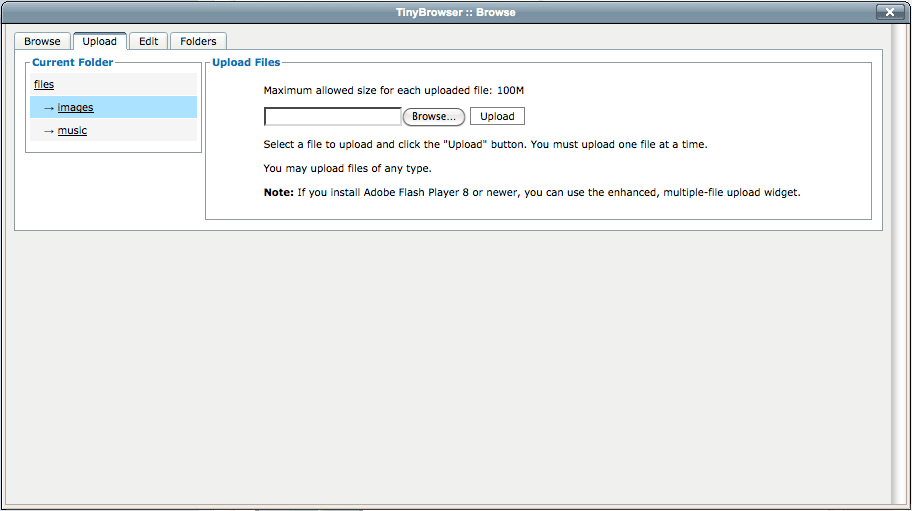 TinyBrowser :: Browse
Browse Upload Edit Folders
Current Folder
files
→ images
→ music
Upload Files
Maximum allowed size for each uploaded file: 100M
Browse... Upload
Select a file to upload and click the "Upload" button. You must upload one file at a time.
You may upload files of any type.
Note: If you install Adobe Flash Player 8 or newer, you can use the enhanced, multiple-file upload widget.